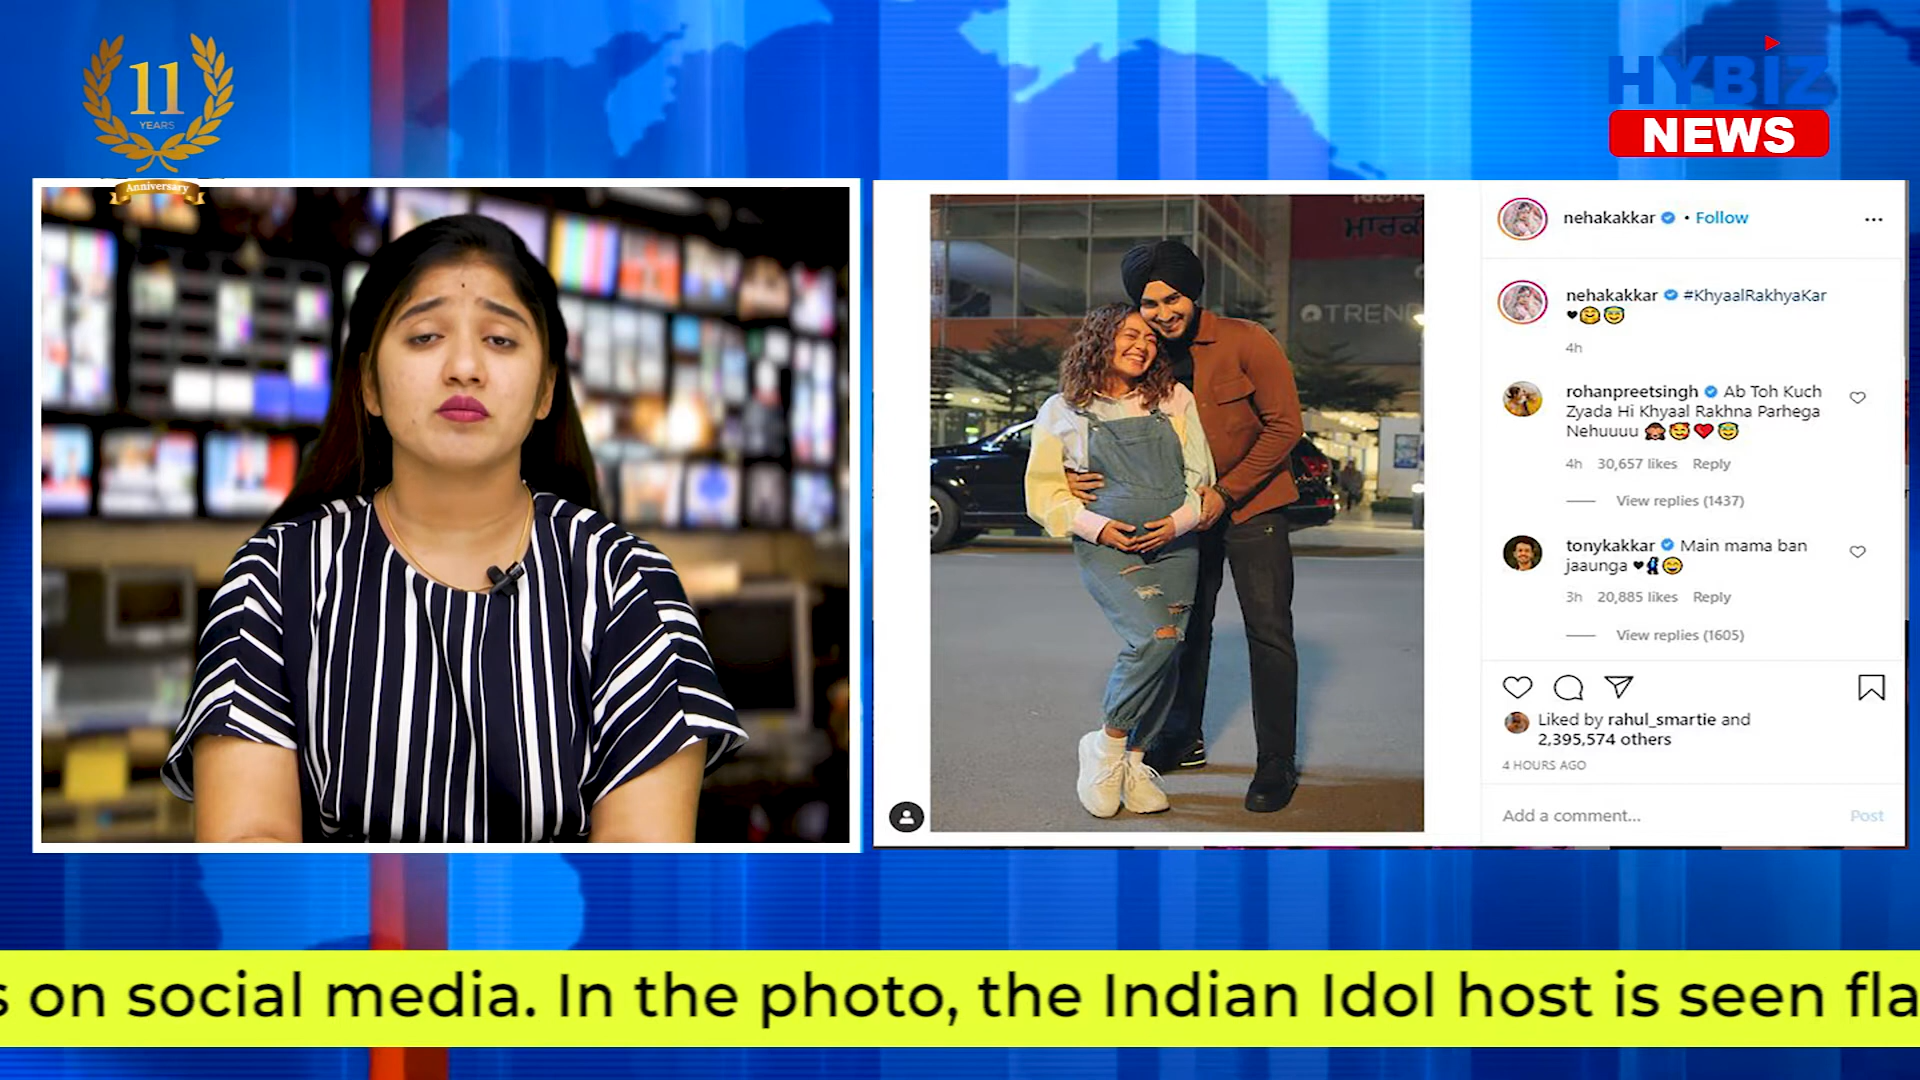 11
YEARS
Anniversary
HYBIZ
NEWS
ਮਾਰਕ
TREND
nehakakkar • Follow
nehakakkar #KhyaalRakhyaKar
🖤🤗😇
4h
rohanpreetsingh Ab Toh Kuch
Zyada Hi Khyaal Rakhna Parhega
Nehuuuu 🙈🥰❤️😇
4h 30,657 likes Reply
View replies (1437)
tonykakkar Main mama ban
jaaunga
3h 20,885 likes Reply
View replies (1605)
Liked by rahul_smartie and
2,395,574 others
4 HOURS AGO
Add a comment... Post
s on social media. In the photo, the Indian Idol host is seen fla